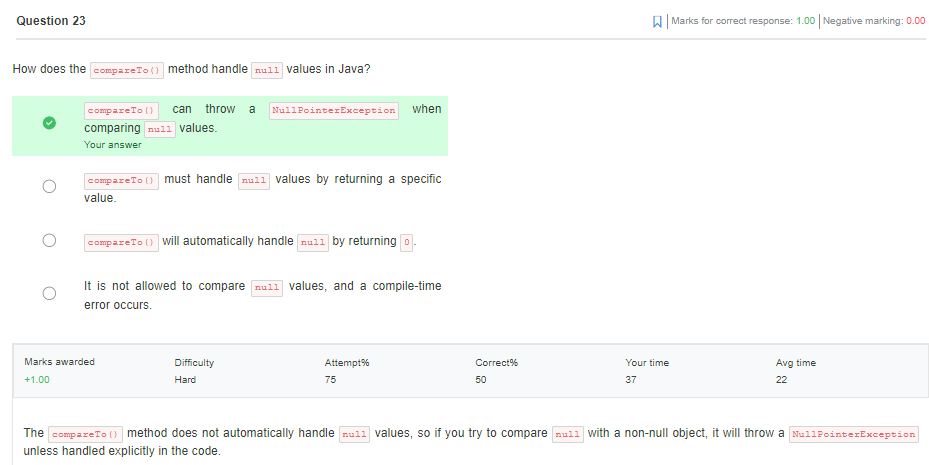 Question 23
Marks for correct response: 1.00 Negative marking: 0.00
How does the compareTo() method handle null values in Java?
compareTo() can throw a NullPointerException when
comparing null values.
Your answer
compareTo() must handle null values by returning a specific
value.
compareTo() will automatically handle null by returning 0.
It is not allowed to compare null values, and a compile-time
error occurs.
Marks awarded Difficulty Attempt% Correct% Your time Avg time
+1.00 Hard 75 50 37 22
The compareTo() method does not automatically handle null values, so if you try to compare null with a non-null object, it will throw a NullPointerException
unless handled explicitly in the code.